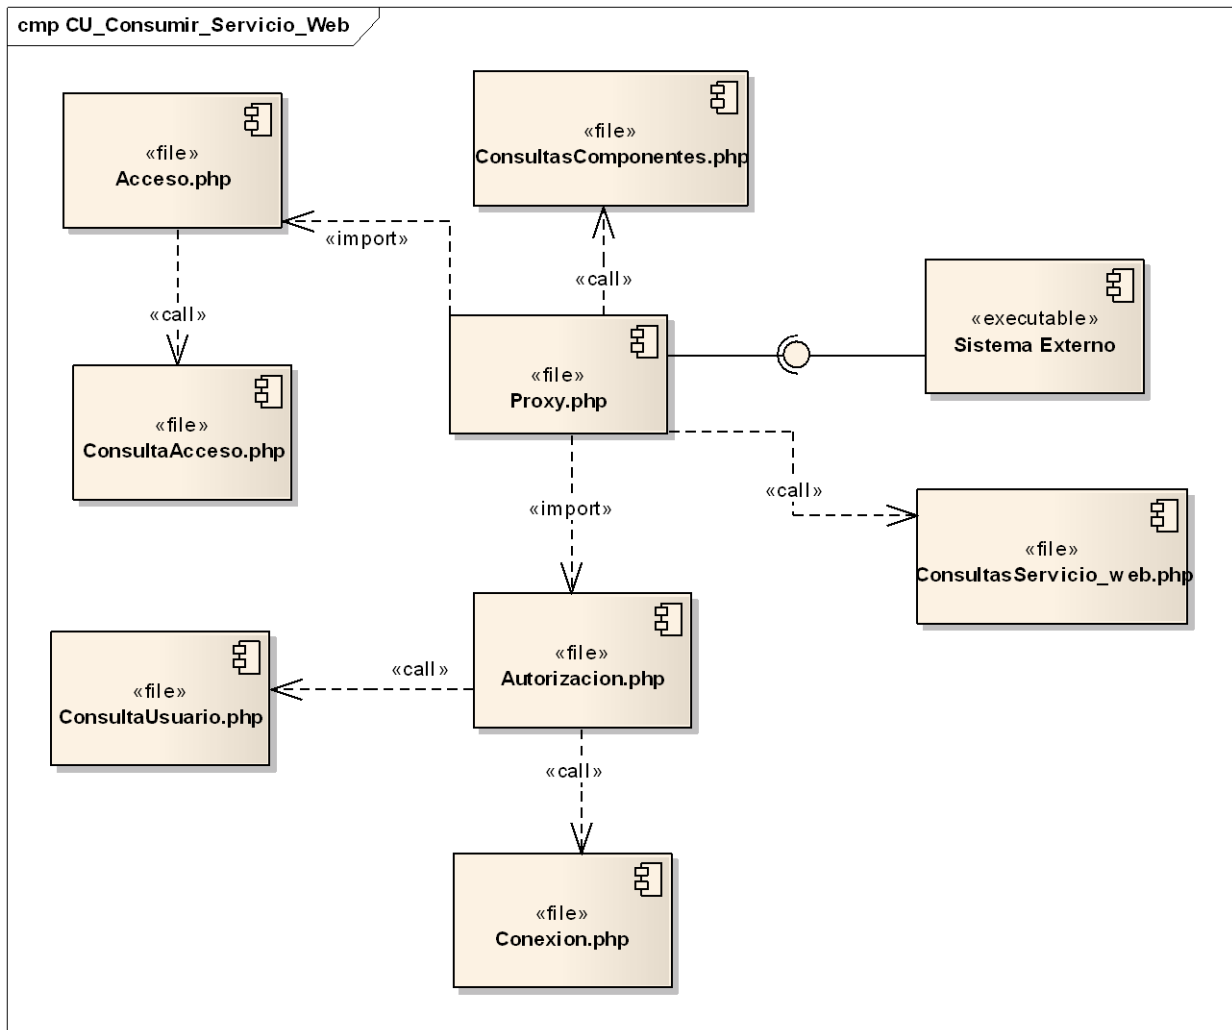 cmp CU_Consumir_Servicio_Web
«file»
ConsultasComponentes.php
«file»
Acceso.php
«import»
«call»
«call»
«executable»
Sistema Externo
«file»
Proxy.php
«file»
ConsultaAcceso.php
«call»
«import»
«file»
ConsultasServicio_web.php
«file»
Autorizacion.php
«call»
«file»
ConsultaUsuario.php
«call»
«file»
Conexion.php